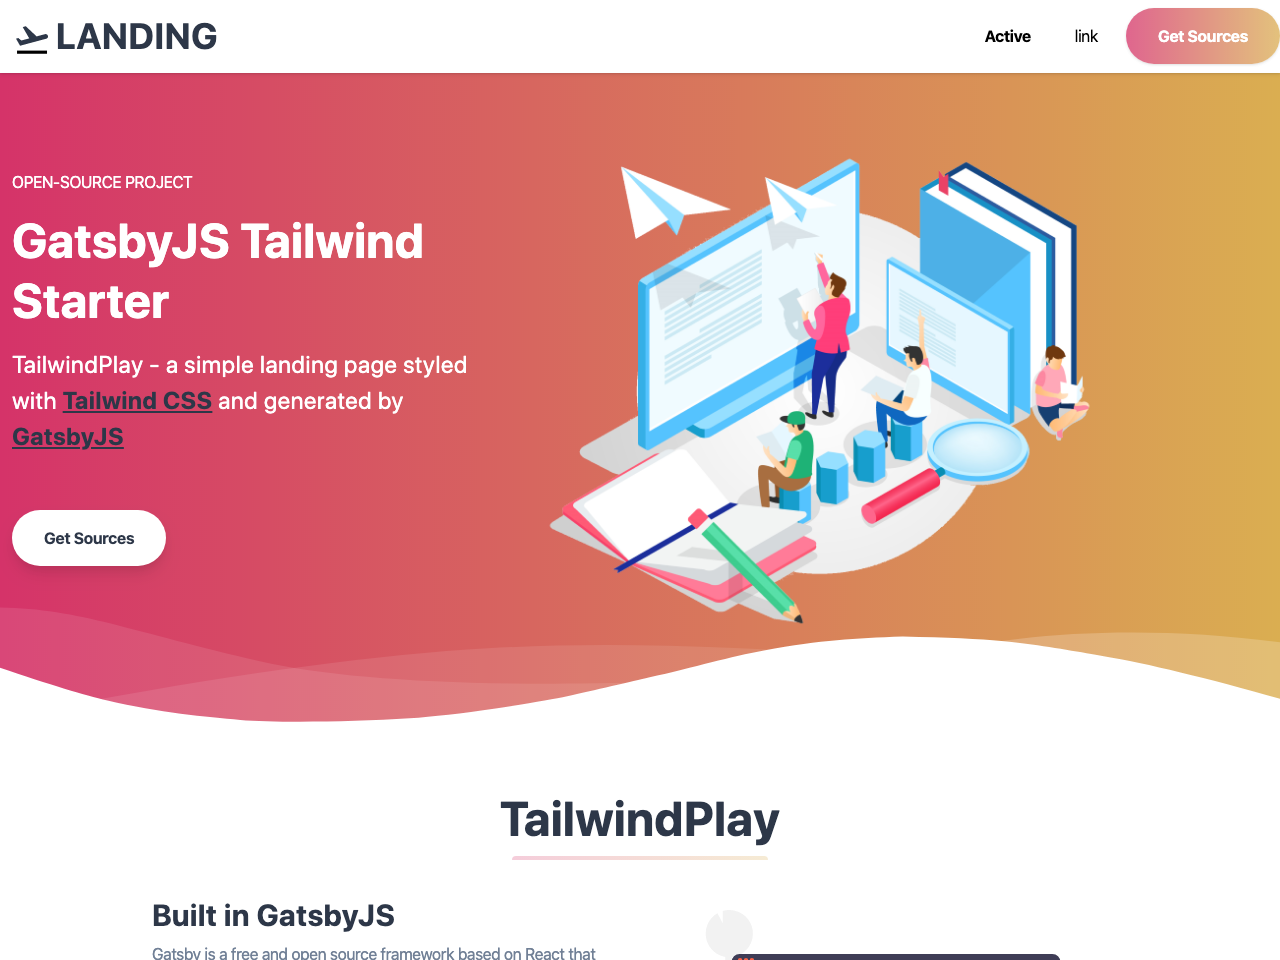 LANDING
Active
link
Get Sources
OPEN-SOURCE PROJECT
GatsbyJS Tailwind
Starter
TailwindPlay - a simple landing page styled
with Tailwind CSS and generated by
GatsbyJS
Get Sources
TailwindPlay
Built in GatsbyJS
Gatsby is a free and open source framework based on React that